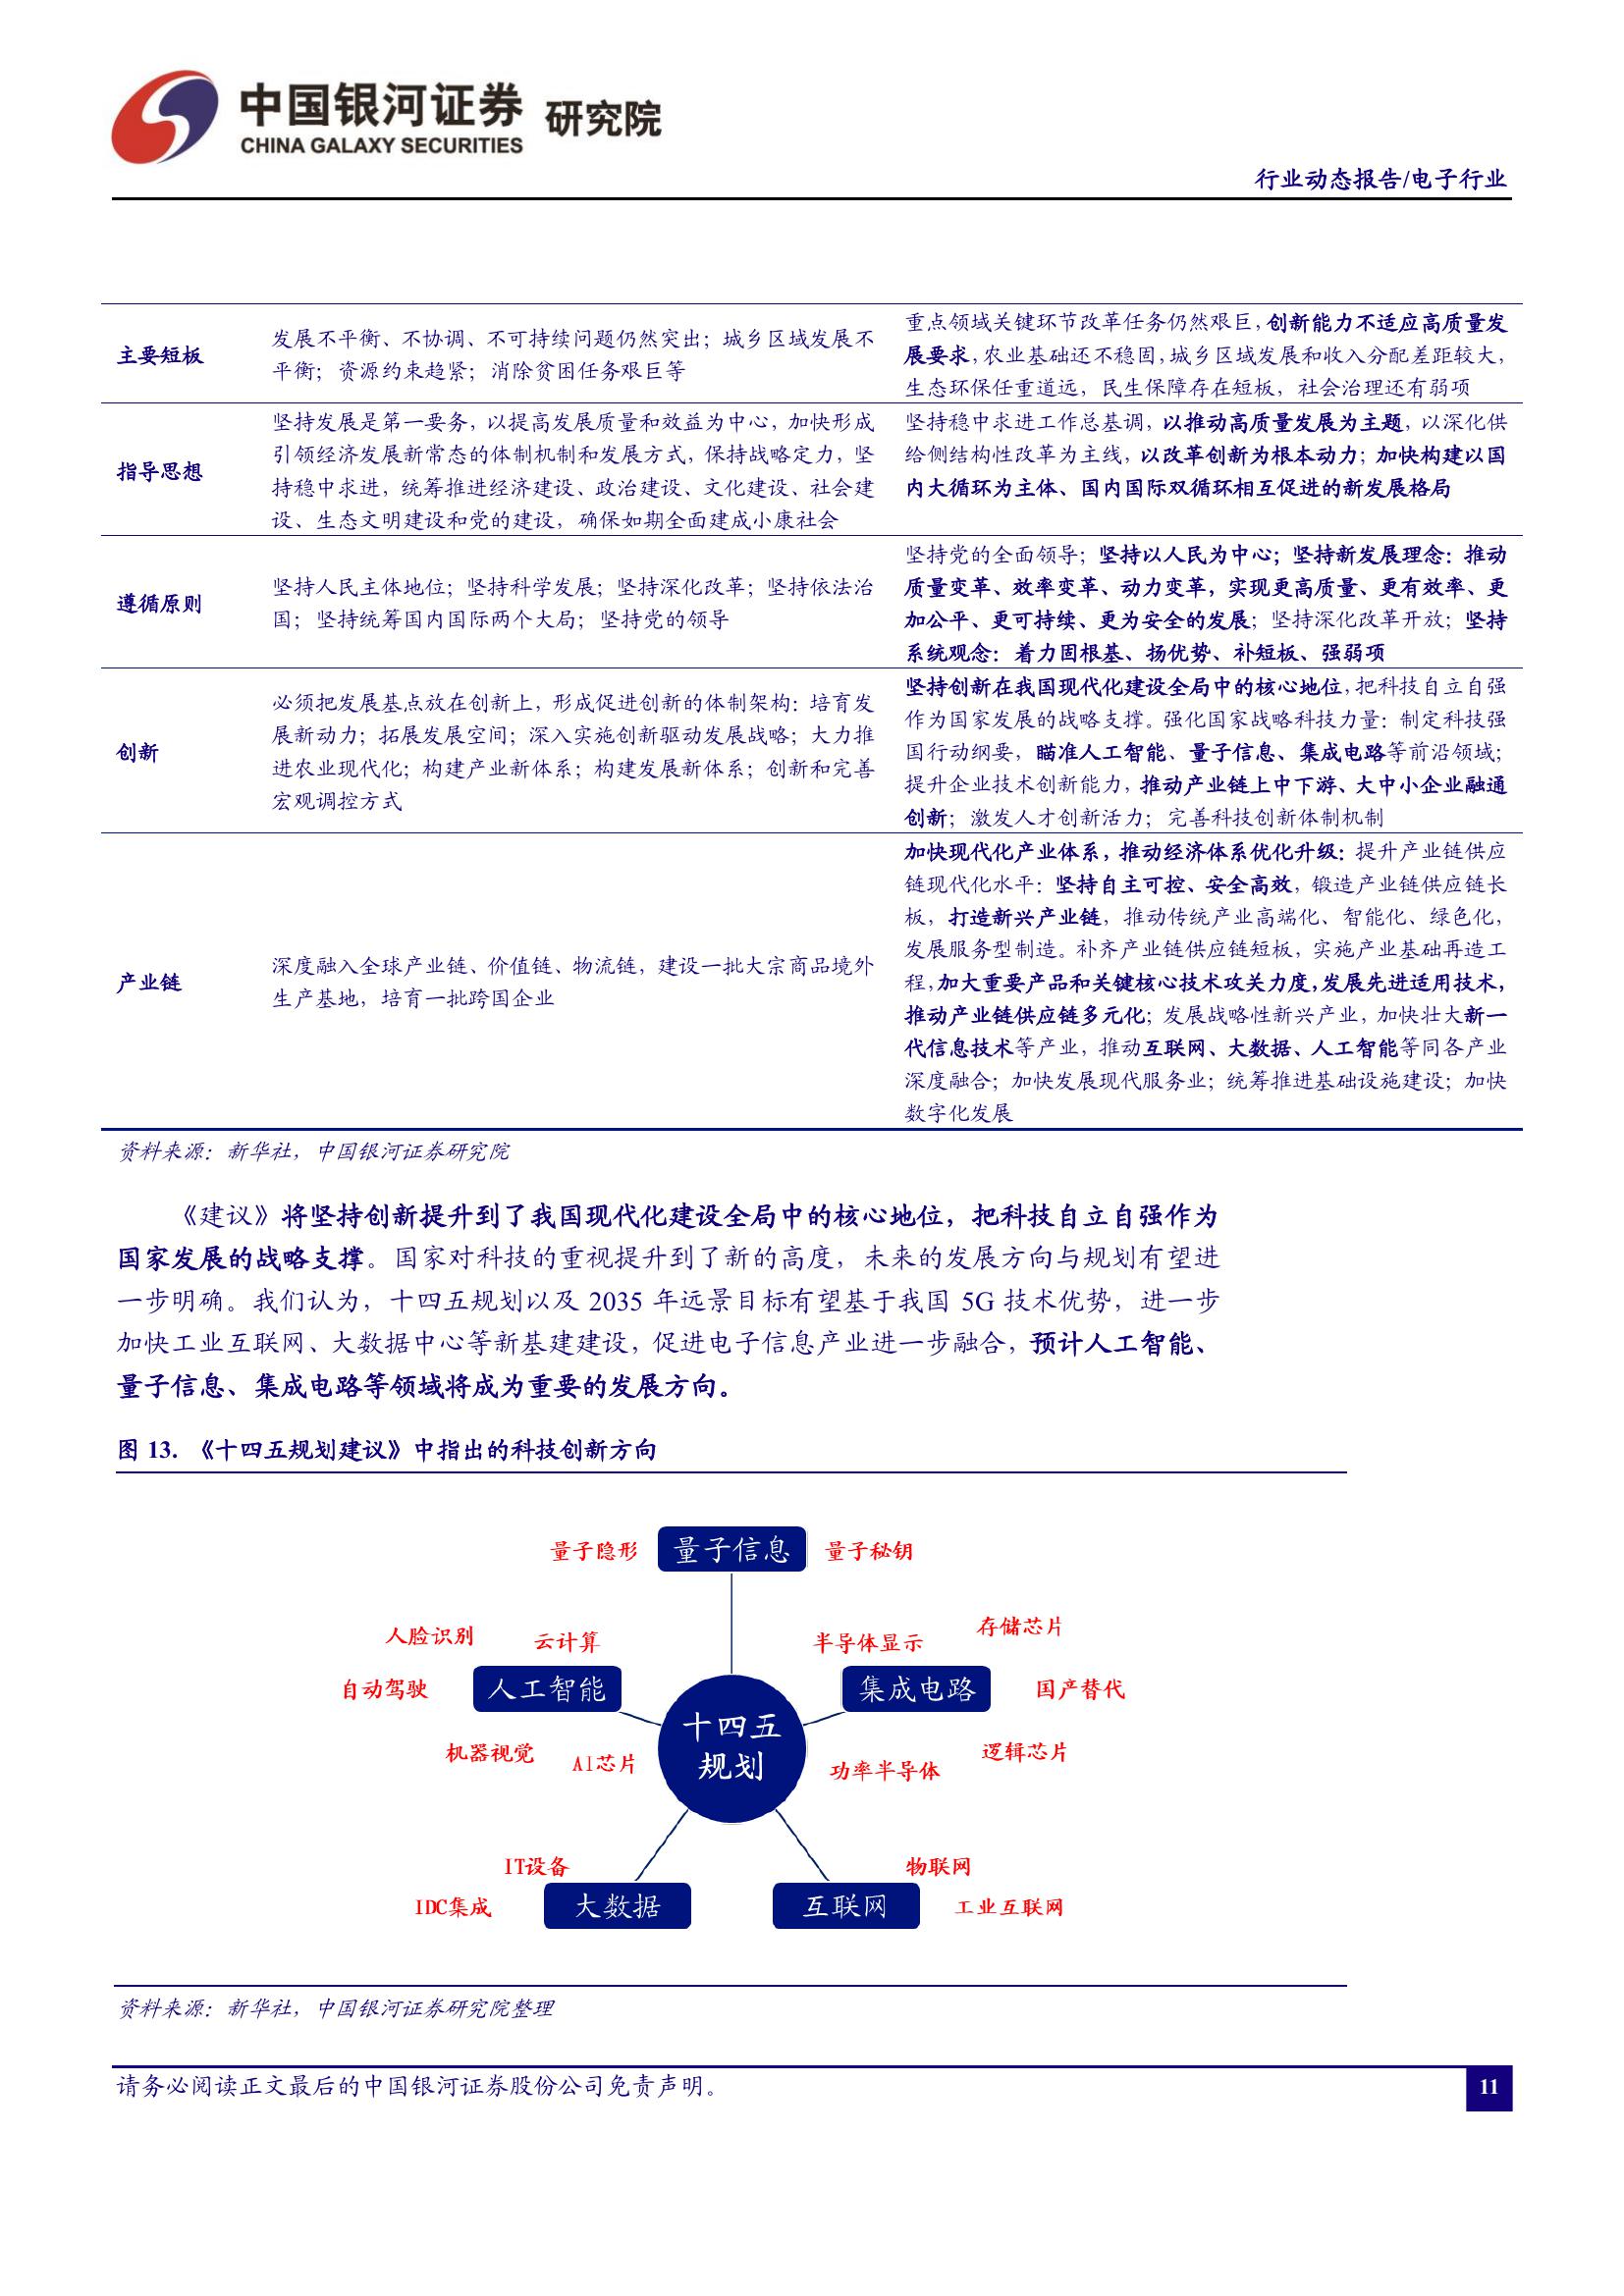 中国银河证券 研究院
CHINA GALAXY SECURITIES
行业动态报告/电子行业
主要短板
发展不平衡、不协调、不可持续问题仍然突出；城乡区域发展不
平衡；资源约束趋紧；消除贫困任务艰巨等
重点领域关键环节改革任务仍然艰巨，创新能力不适应高质量发
展要求，农业基础还不稳固，城乡区域发展和收入分配差距较大，
生态环保任重道远，民生保障存在短板，社会治理还有弱项
指导思想
坚持发展是第一要务，以提高发展质量和效益为中心，加快形成
引领经济发展新常态的体制机制和发展方式，保持战略定力，坚
持稳中求进，统筹推进经济建设、政治建设、文化建设、社会建
设、生态文明建设和党的建设，确保如期全面建成小康社会
坚持稳中求进工作总基调，以推动高质量发展为主题，以深化供
给侧结构性改革为主线，以改革创新为根本动力；加快构建以国
内大循环为主体、国内国际双循环相互促进的新发展格局
遵循原则
坚持人民主体地位；坚持科学发展；坚持深化改革；坚持依法治
国；坚持统筹国内国际两个大局；坚持党的领导
坚持党的全面领导；坚持以人民为中心；坚持新发展理念：推动
质量变革、效率变革、动力变革，实现更高质量、更有效率、更
加公平、更可持续、更为安全的发展；坚持深化改革开放；坚持
系统观念：着力固根基、扬优势、补短板、强弱项
创新
必须把发展基点放在创新上，形成促进创新的体制架构：培育发
展新动力；拓展发展空间；深入实施创新驱动发展战略；大力推
进农业现代化；构建产业新体系；构建发展新体系；创新和完善
宏观调控方式
坚持创新在我国现代化建设全局中的核心地位，把科技自立自强
作为国家发展的战略支撑。强化国家战略科技力量：制定科技强
国行动纲要，瞄准人工智能、量子信息、集成电路等前沿领域；
提升企业技术创新能力，推动产业链上中下游、大中小企业融通
创新；激发人才创新活力；完善科技创新体制机制
产业链
深度融入全球产业链、价值链、物流链，建设一批大宗商品境外
生产基地，培育一批跨国企业
加快现代化产业体系，推动经济体系优化升级：提升产业链供应
链现代化水平：坚持自主可控、安全高效，锻造产业链供应链长
板，打造新兴产业链，推动传统产业高端化、智能化、绿色化，
发展服务型制造。补齐产业链供应链短板，实施产业基础再造工
程，加大重要产品和关键核心技术攻关力度，发展先进适用技术，
推动产业链供应链多元化；发展战略性新兴产业，加快壮大新一
代信息技术等产业，推动互联网、大数据、人工智能等同各产业
深度融合；加快发展现代服务业；统筹推进基础设施建设；加快
数字化发展
资料来源：新华社，中国银河证券研究院
《建议》将坚持创新提升到了我国现代化建设全局中的核心地位，把科技自立自强作为
国家发展的战略支撑。国家对科技的重视提升到了新的高度，未来的发展方向与规划有望进
一步明确。我们认为，十四五规划以及 2035 年远景目标有望基于我国 5G 技术优势，进一步
加快工业互联网、大数据中心等新基建建设，促进电子信息产业进一步融合，预计人工智能、
量子信息、集成电路等领域将成为重要的发展方向。
图 13. 《十四五规划建议》中指出的科技创新方向
量子隐形 量子信息 量子秘钥
人脸识别 云计算 半导体显示 存储芯片
自动驾驶 人工智能 集成电路 国产替代
十四五
规划
机器视觉 AI芯片 功率半导体 逻辑芯片
IT设备 物联网
IDC集成 大数据 互联网 工业互联网
资料来源：新华社，中国银河证券研究院整理
请务必阅读正文最后的中国银河证券股份公司免责声明。
11